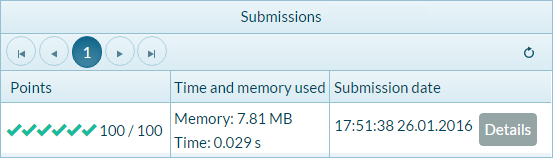 Submissions
1
Points Time and memory used Submission date
100 / 100 Memory: 7.81 MB 17:51:38 26.01.2016 Details
Time: 0.029 s